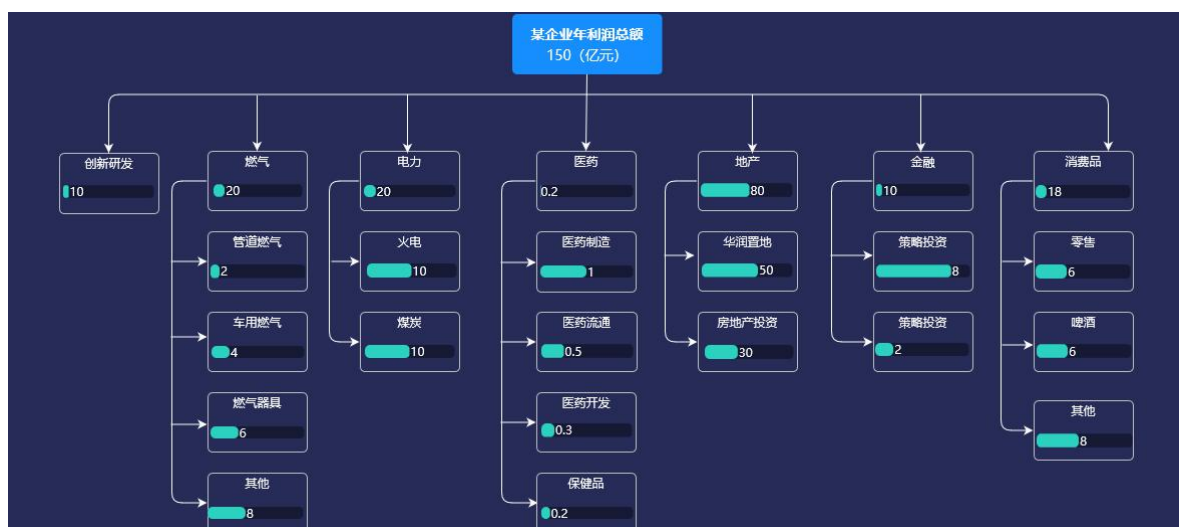 某企业年利润总额
150（亿元）
创新研发
10
燃气
20
管道燃气
2
车用燃气
4
燃气器具
6
其他
8
电力
20
火电
10
煤炭
10
医药
0.2
医药制造
1
医药流通
0.5
医药开发
0.3
保健品
0.2
地产
80
华润置地
50
房地产投资
30
金融
10
策略投资
8
策略投资
2
消费品
18
零售
6
啤酒
6
其他
8